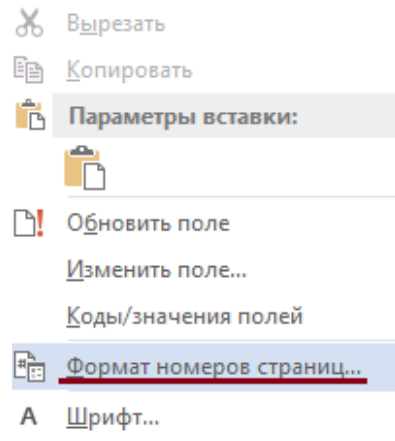 Вырезать
Копировать
Параметры вставки:
Обновить поле
Изменить поле...
Коды/значения полей
Формат номеров страниц...
Шрифт...